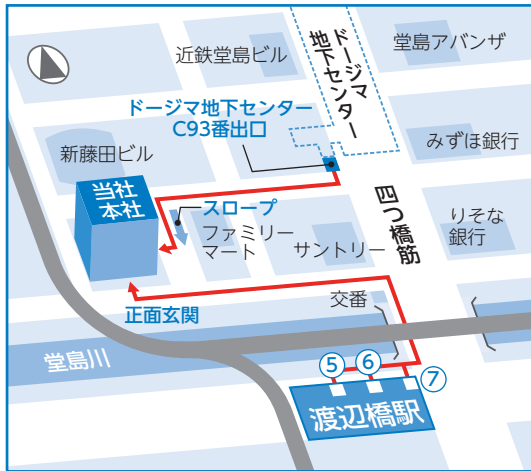 近鉄堂島ビル
ドージマ
地下センター
堂島アバンザ
ドージマ地下センター
C93番出口
新藤田ビル
みずほ銀行
当社
本社
スロープ
ファミリー
マート
サントリー
四つ橋筋
りそな
銀行
正面玄関
交番
堂島川
⑤
⑥
⑦
渡辺橋駅